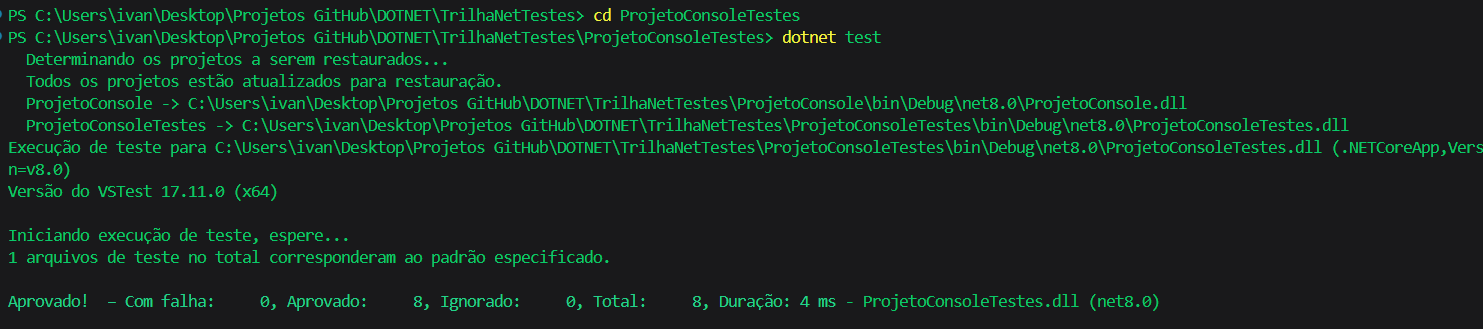 PS C:\Users\ivan\Desktop\Projetos GitHub\DOTNET\TrilhaNetTestes> cd ProjetoConsoleTestes
PS C:\Users\ivan\Desktop\Projetos GitHub\DOTNET\TrilhaNetTestes\ProjetoConsoleTestes> dotnet test
  Determinando os projetos a serem restaurados...
  Todos os projetos estão atualizados para restauração.
  ProjetoConsole -> C:\Users\ivan\Desktop\Projetos GitHub\DOTNET\TrilhaNetTestes\ProjetoConsole\bin\Debug\net8.0\ProjetoConsole.dll
  ProjetoConsoleTestes -> C:\Users\ivan\Desktop\Projetos GitHub\DOTNET\TrilhaNetTestes\ProjetoConsoleTestes\bin\Debug\net8.0\ProjetoConsoleTestes.dll
Execução de teste para C:\Users\ivan\Desktop\Projetos GitHub\DOTNET\TrilhaNetTestes\ProjetoConsoleTestes\bin\Debug\net8.0\ProjetoConsoleTestes.dll (.NETCoreApp,Vers
n=v8.0)
Versão do VSTest 17.11.0 (x64)

Iniciando execução de teste, espere...
1 arquivos de teste no total corresponderam ao padrão especificado.

Aprovado!  – Com falha:     0, Aprovado:     8, Ignorado:     0, Total:     8, Duração: 4 ms - ProjetoConsoleTestes.dll (net8.0)